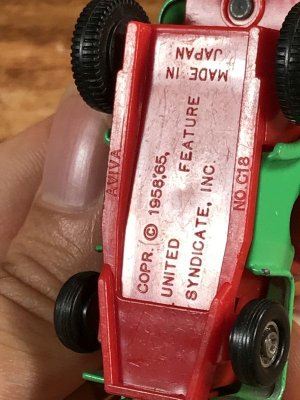 MADE IN
JAPAN
COPR. © 1958,65,
UNITED FEATURE
SYNDICATE, INC.
AVIVA
NO. C18